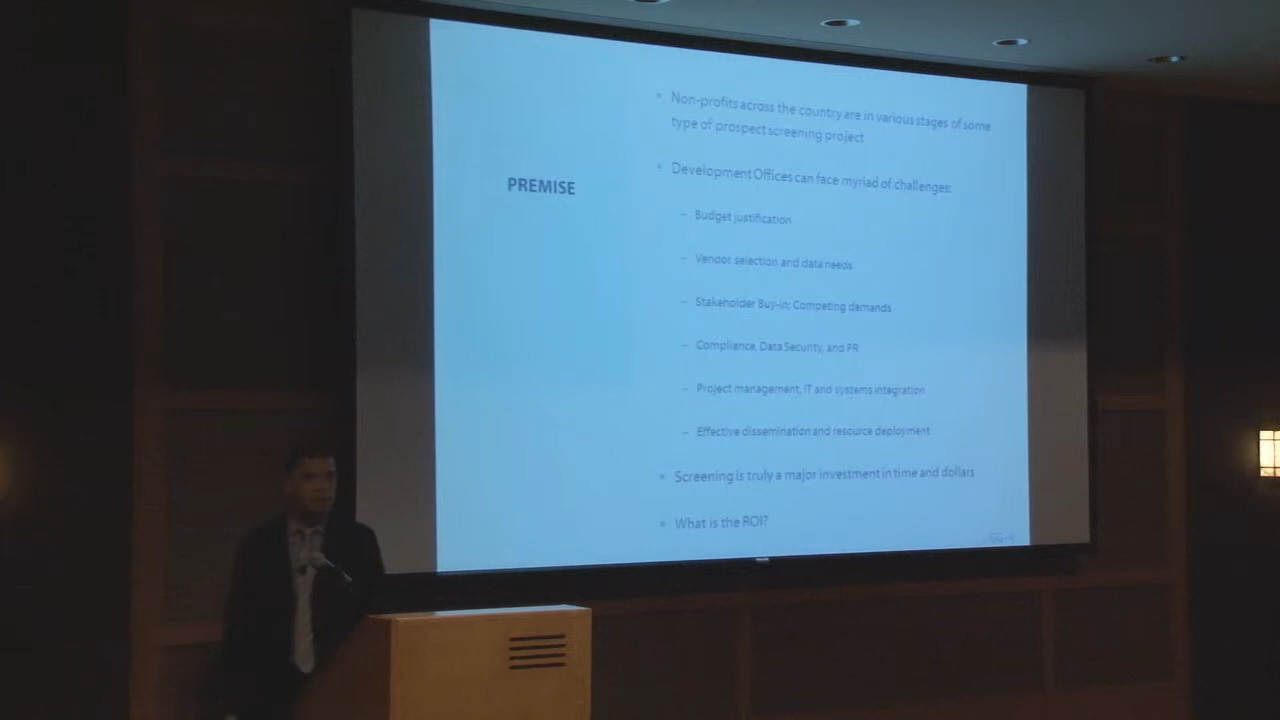 PREMISE
• Non-profits across the country are in various stages of some
type of prospect screening project
• Development Offices can face myriad of challenges:
– Budget justification
– Vendor selection and data needs
– Stakeholder Buy-in; Competing demands
– Compliance, Data Security, and PR
– Project management, IT and systems integration
– Effective dissemination and resource deployment
• Screening is truly a major investment in time and dollars
• What is the ROI?